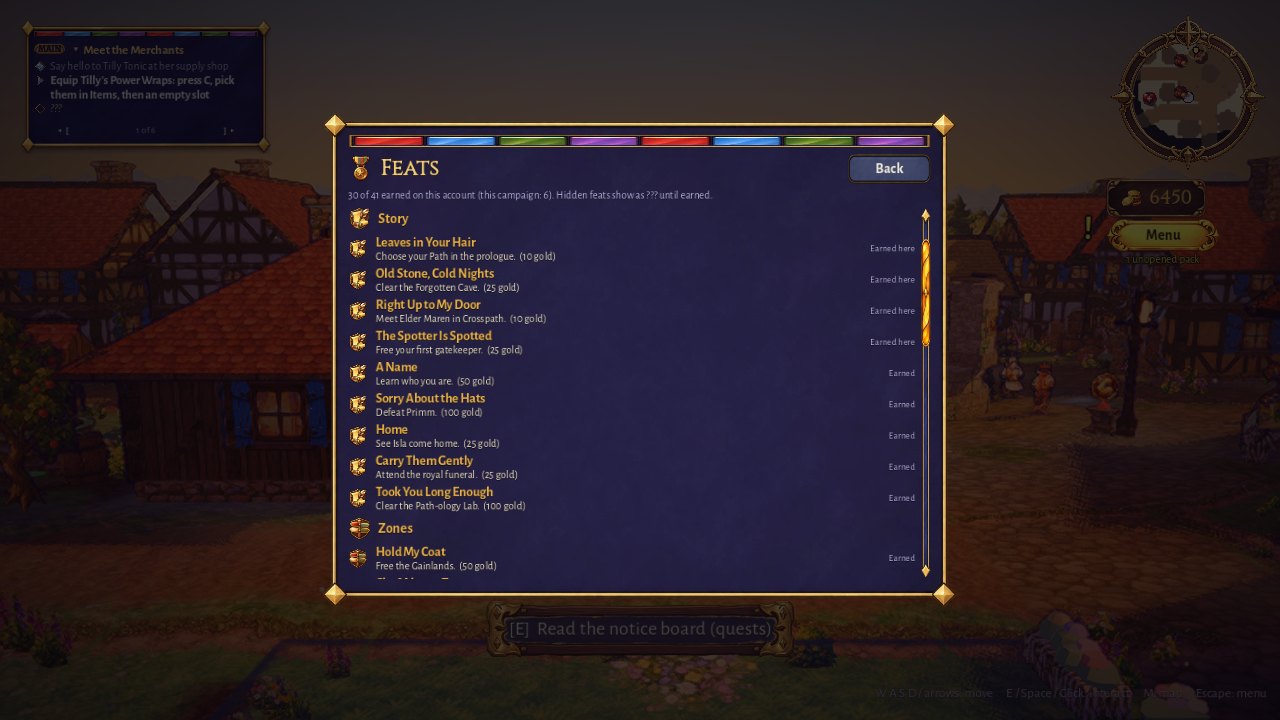 MAIN ▾ Meet the Merchants
Say hello to Tilly Tonic at her supply shop
Equip Tilly's Power Wraps: press C, pick
them in Items, then an empty slot
???
[ 1 of 6 ]
FEATS
Back
30 of 41 earned on this account (this campaign: 6). Hidden feats show as ??? until earned.
Story
Leaves in Your Hair
Choose your Path in the prologue. (10 gold)
Earned here
Old Stone, Cold Nights
Clear the Forgotten Cave. (25 gold)
Earned here
Right Up to My Door
Meet Elder Maren in Crosspath. (10 gold)
Earned here
The Spotter Is Spotted
Free your first gatekeeper. (25 gold)
Earned here
A Name
Learn who you are. (50 gold)
Earned
Sorry About the Hats
Defeat Primm. (100 gold)
Earned
Home
See Isla come home. (25 gold)
Earned
Carry Them Gently
Attend the royal funeral. (25 gold)
Earned
Took You Long Enough
Clear the Path-ology Lab. (100 gold)
Earned
Zones
Hold My Coat
Free the Gainlands. (50 gold)
Earned
6450
! Menu
1 unopened pack
[E] Read the notice board (quests)
W A S D / arrows: move E / Space / Click: interact M: map Escape: menu